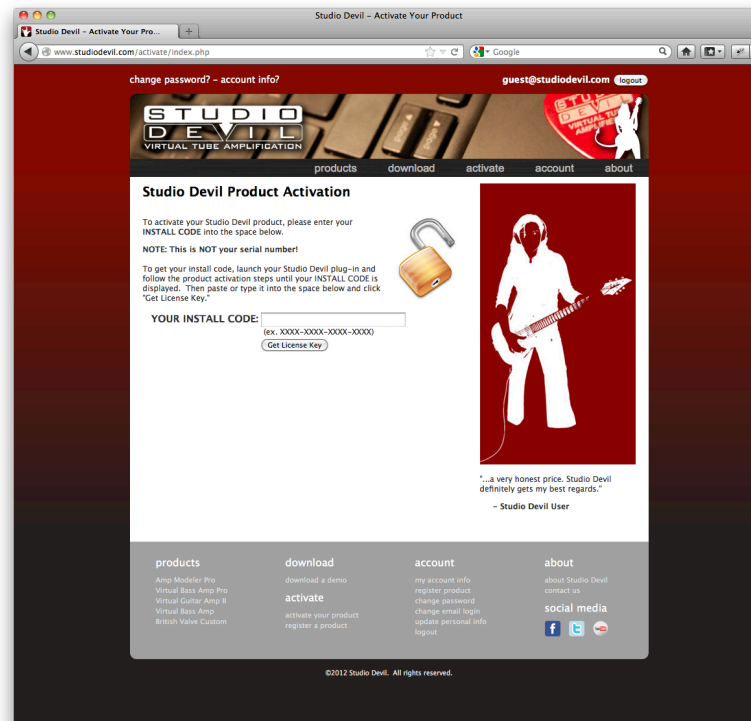 Studio Devil – Activate Your Product
Studio Devil – Activate Your Pro...
www.studiodevil.com/activate/index.php
Google
change password? – account info?
guest@studiodevil.com logout
STUDIO
DEVIL
VIRTUAL TUBE AMPLIFICATION
products download activate account about
Studio Devil Product Activation
To activate your Studio Devil product, please enter your
INSTALL CODE into the space below.
NOTE: This is NOT your serial number!
To get your install code, launch your Studio Devil plug-in and
follow the product activation steps until your INSTALL CODE is
displayed. Then paste or type it into the space below and click
"Get License Key."
YOUR INSTALL CODE:
(ex. XXXX-XXXX-XXXX-XXXX)
Get License Key
"...a very honest price. Studio Devil
definitely gets my best regards."
– Studio Devil User
products
Amp Modeler Pro
Virtual Bass Amp Pro
Virtual Guitar Amp II
Virtual Bass Amp
British Valve Custom
download
download a demo
activate
activate your product
register a product
account
my account info
register product
change password
change email login
update personal info
logout
about
about Studio Devil
contact us
social media
©2012 Studio Devil. All rights reserved.